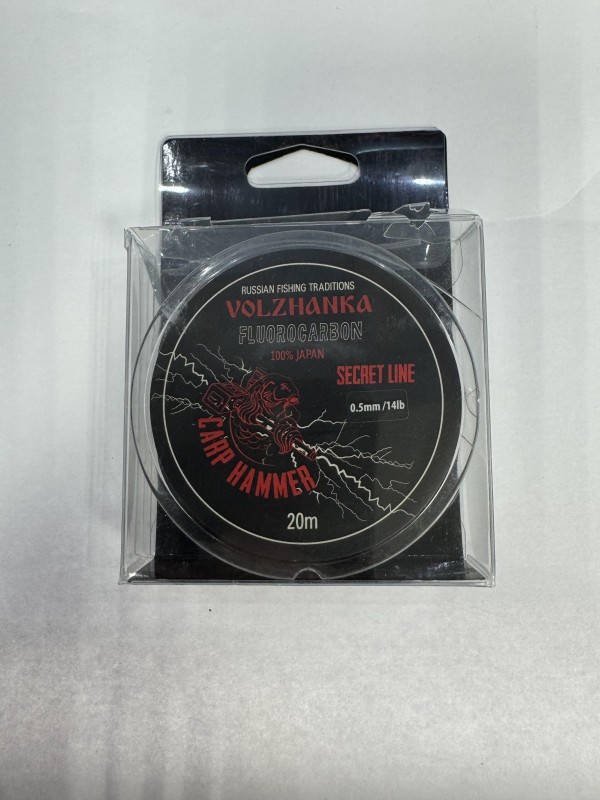 RUSSIAN FISHING TRADITIONS
VOLZHANKA
FLUOROCARBON
100% JAPAN
SECRET LINE
0.5mm /14lb
CARP HAMMER
20m